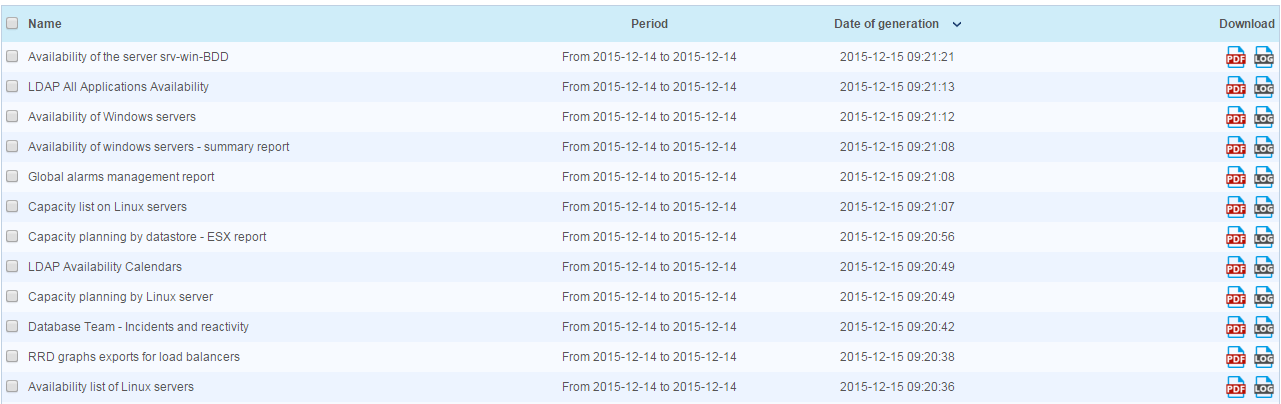 Name Period Date of generation Download
Availability of the server srv-win-BDD From 2015-12-14 to 2015-12-14 2015-12-15 09:21:21 PDF LOG
LDAP All Applications Availability From 2015-12-14 to 2015-12-14 2015-12-15 09:21:13 PDF LOG
Availability of Windows servers From 2015-12-14 to 2015-12-14 2015-12-15 09:21:12 PDF LOG
Availability of windows servers - summary report From 2015-12-14 to 2015-12-14 2015-12-15 09:21:08 PDF LOG
Global alarms management report From 2015-12-14 to 2015-12-14 2015-12-15 09:21:08 PDF LOG
Capacity list on Linux servers From 2015-12-14 to 2015-12-14 2015-12-15 09:21:07 PDF LOG
Capacity planning by datastore - ESX report From 2015-12-14 to 2015-12-14 2015-12-15 09:20:56 PDF LOG
LDAP Availability Calendars From 2015-12-14 to 2015-12-14 2015-12-15 09:20:49 PDF LOG
Capacity planning by Linux server From 2015-12-14 to 2015-12-14 2015-12-15 09:20:49 PDF LOG
Database Team - Incidents and reactivity From 2015-12-14 to 2015-12-14 2015-12-15 09:20:42 PDF LOG
RRD graphs exports for load balancers From 2015-12-14 to 2015-12-14 2015-12-15 09:20:38 PDF LOG
Availability list of Linux servers From 2015-12-14 to 2015-12-14 2015-12-15 09:20:36 PDF LOG